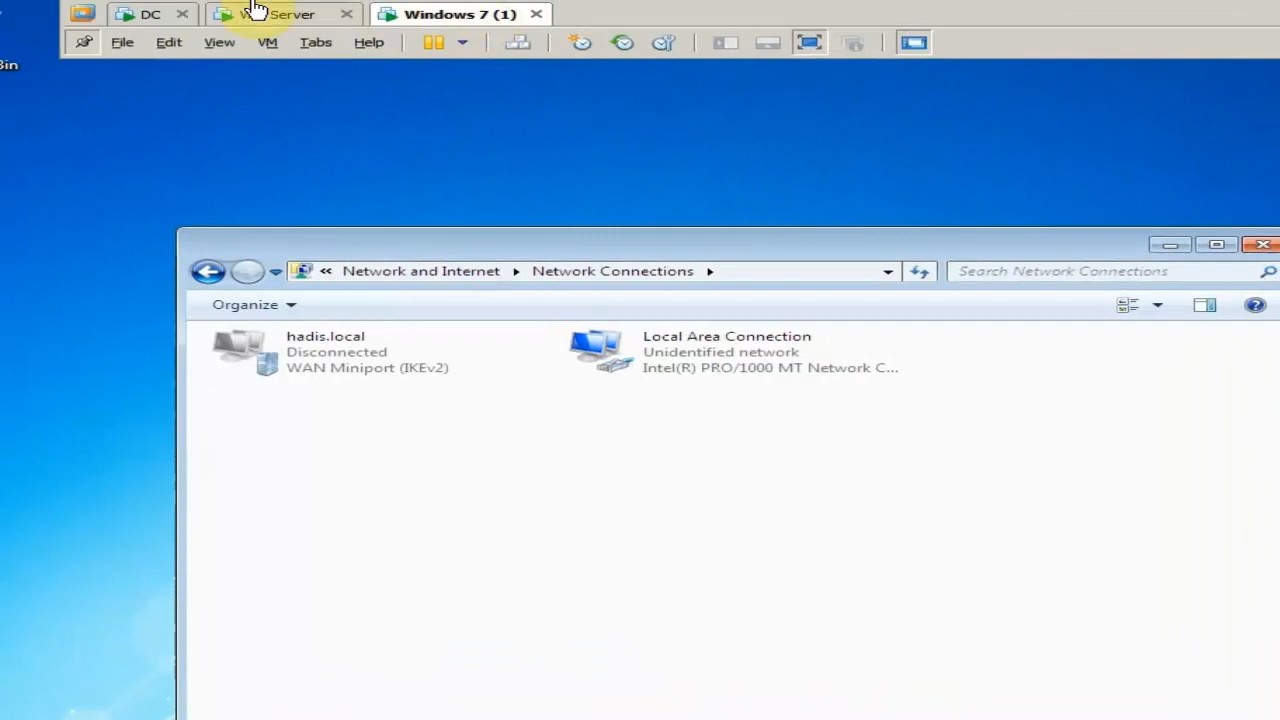 DC
Server
Windows 7 (1)
File Edit View VM Tabs Help
Bin
« Network and Internet Network Connections
Search Network Connections
Organize
hadis.local
Disconnected
WAN Miniport (IKEv2)
Local Area Connection
Unidentified network
Intel(R) PRO/1000 MT Network C...